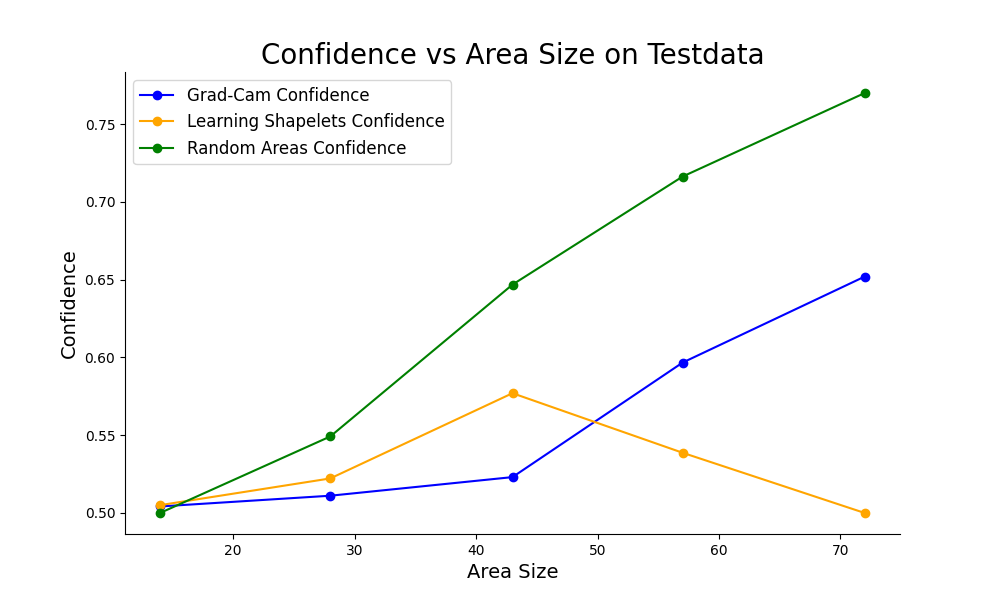 Confidence vs Area Size on Testdata
Grad-Cam Confidence
Learning Shapelets Confidence
Random Areas Confidence
Confidence
0.75
0.70
0.65
0.60
0.55
0.50
20 30 40 50 60 70
Area Size